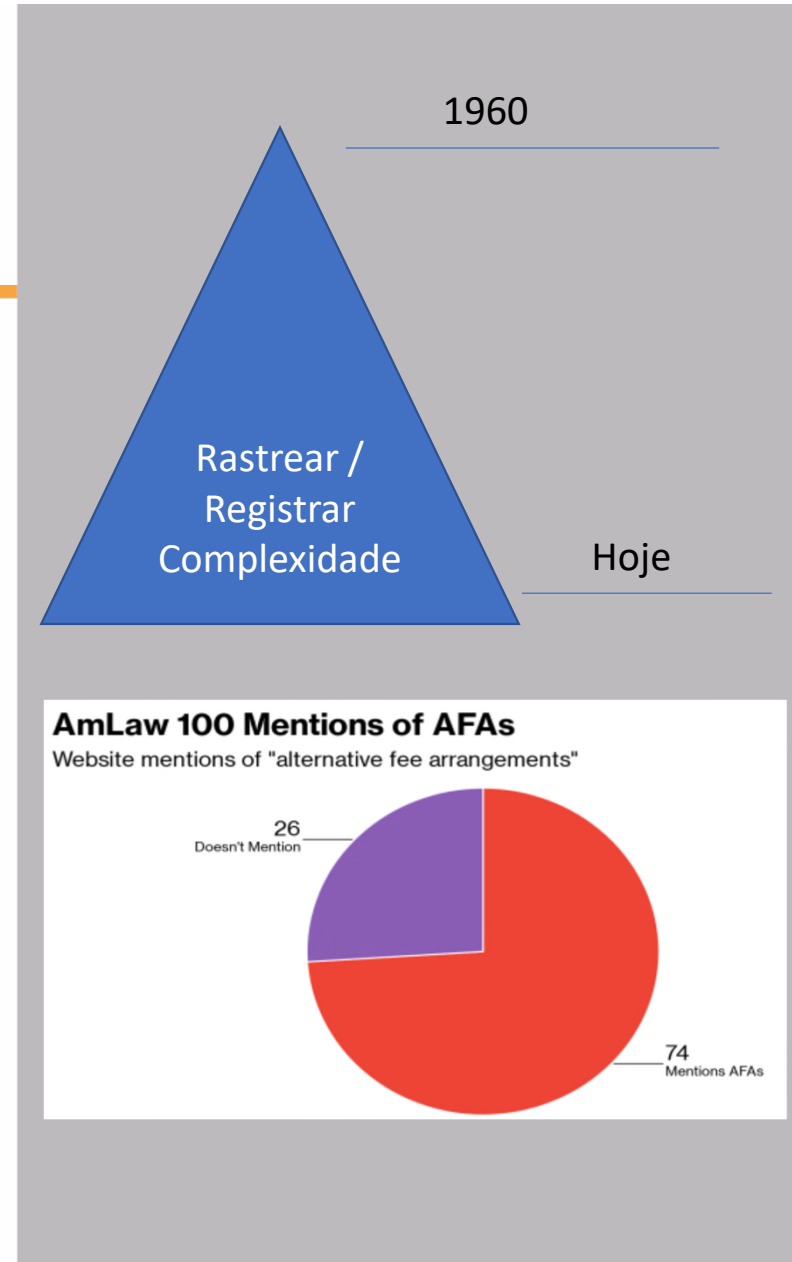 1960
Rastrear /
Registrar
Complexidade
Hoje
AmLaw 100 Mentions of AFAs
Website mentions of "alternative fee arrangements"
26
Doesn't Mention
74
Mentions AFAs